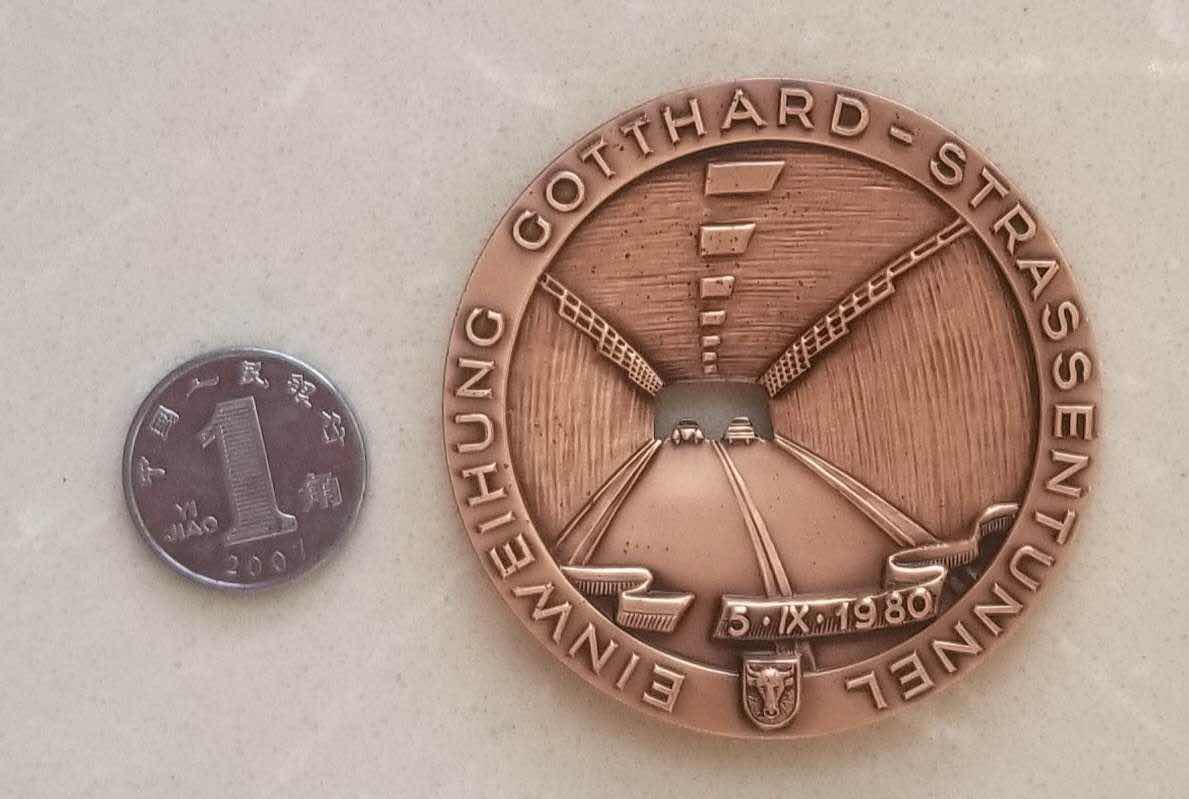 中国人民银行
1
角
YI
JIAO
2007
EINWEIHUNG GOTTHARD-STRASSENTUNNEL
5·IX·1980